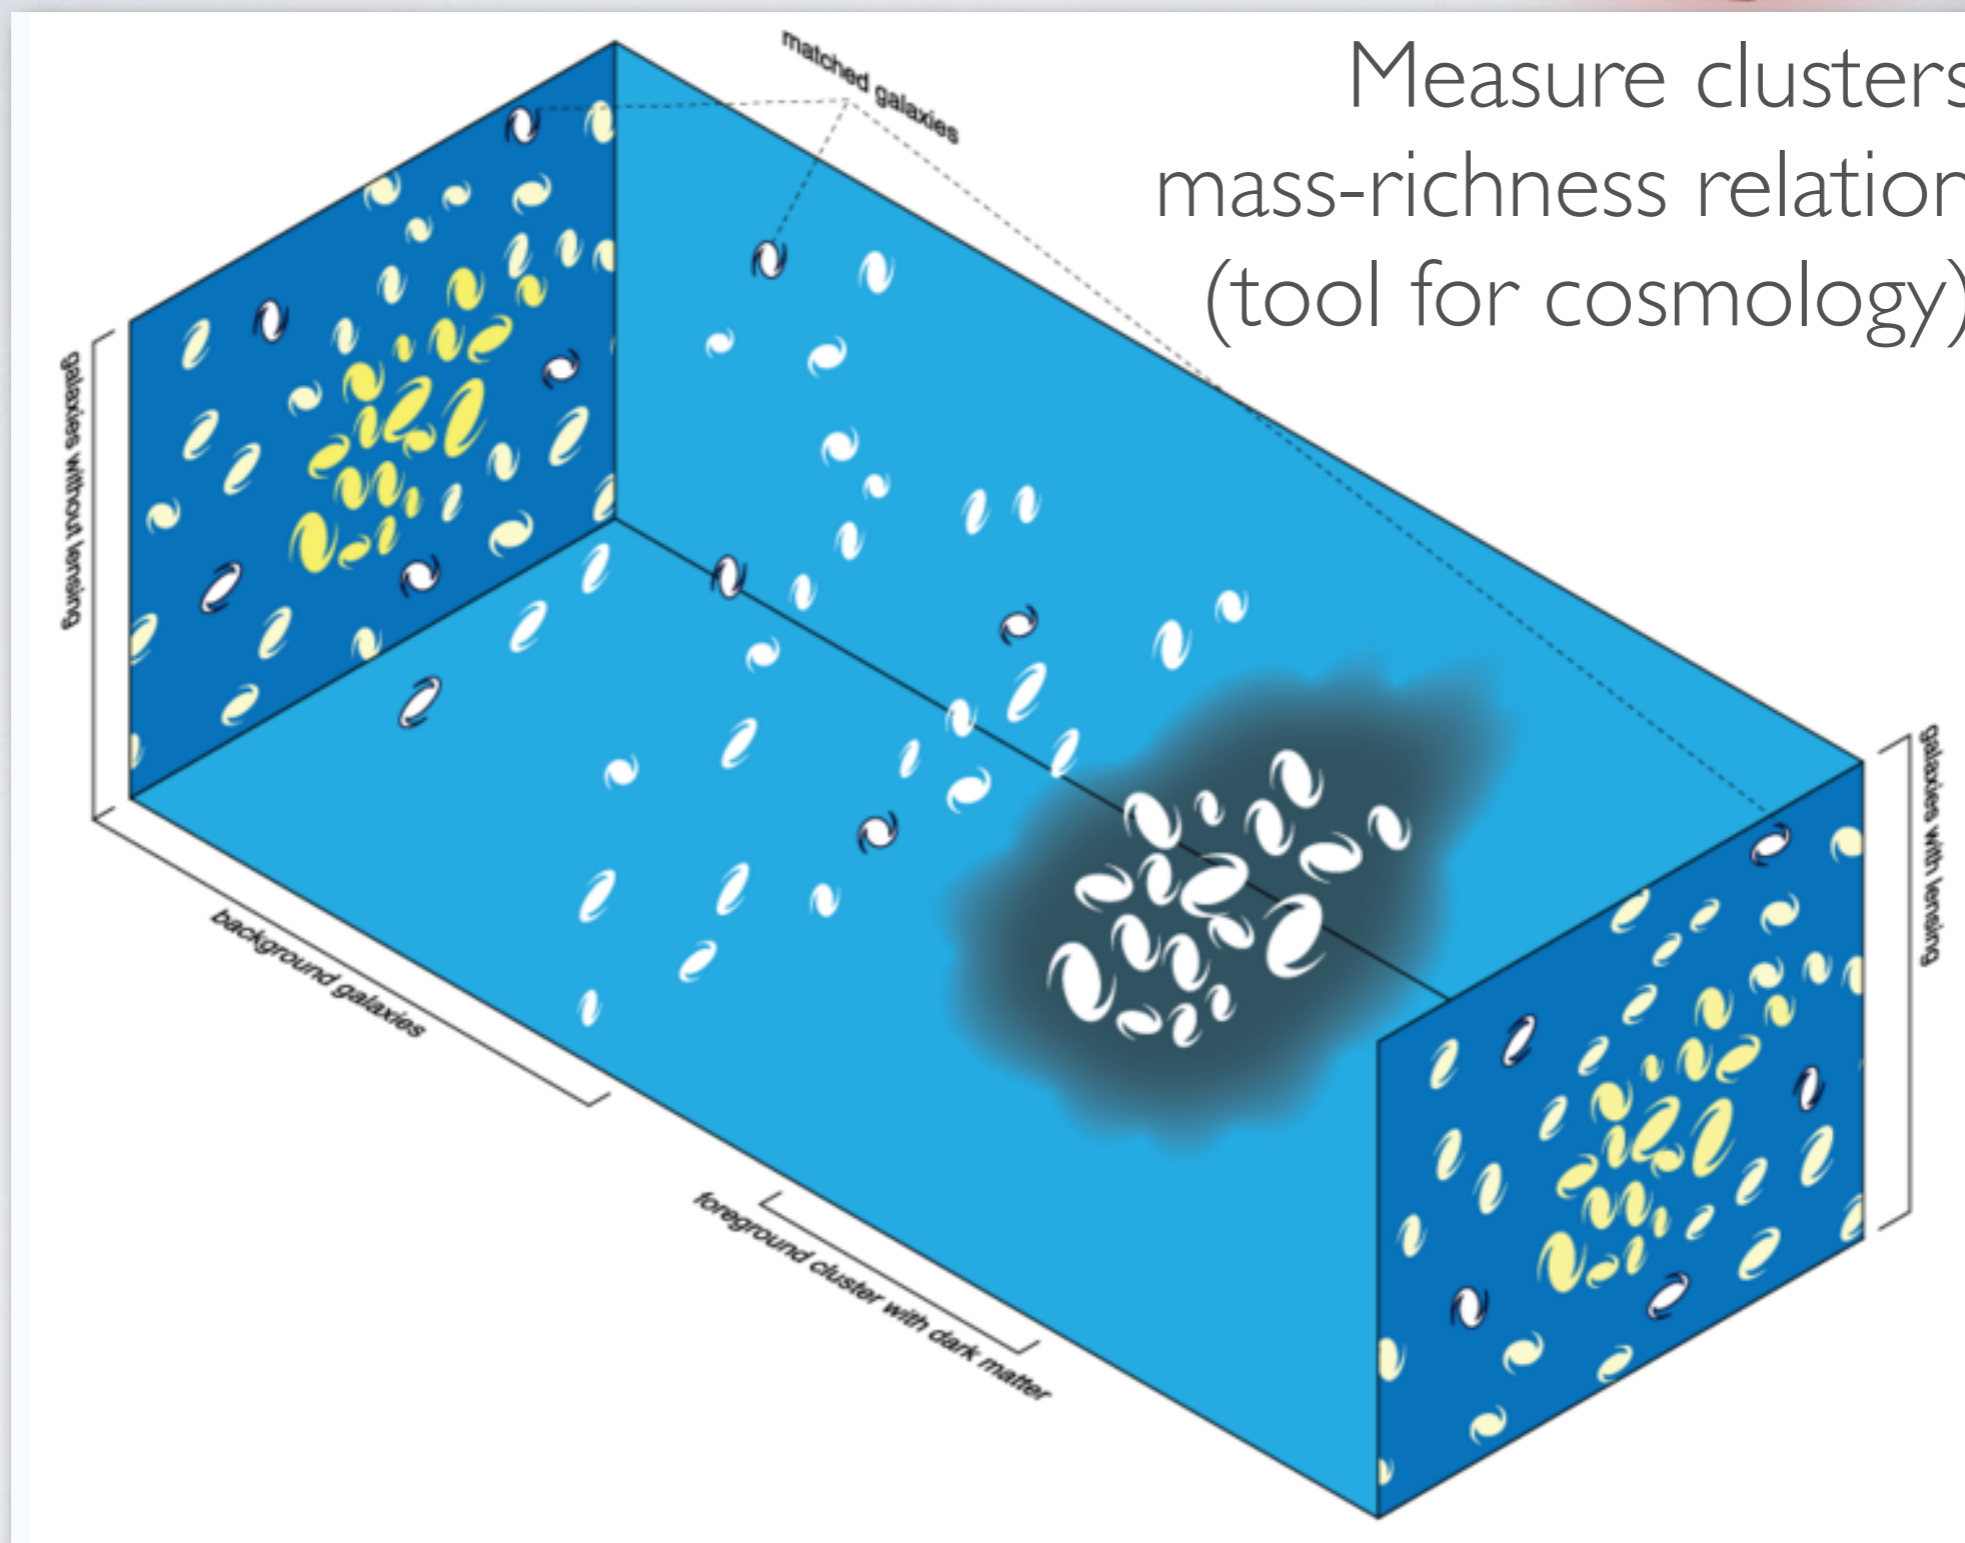 Measure clusters
mass-richness relation
(tool for cosmology)
matched galaxies
galaxies without lensing
background galaxies
foreground cluster with dark matter
galaxies with lensing